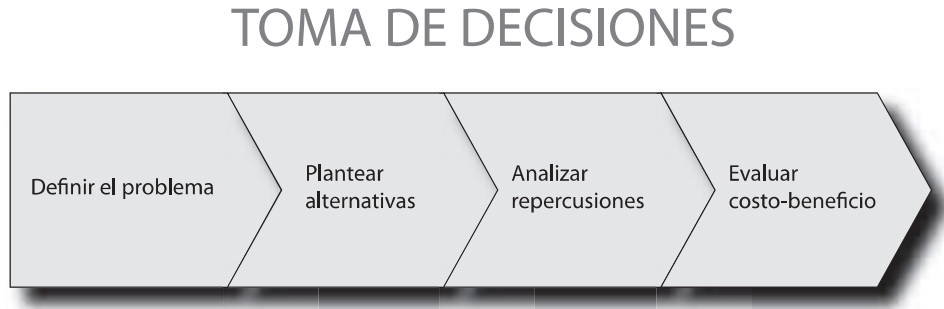 TOMA DE DECISIONES
Definir el problema
Plantear
alternativas
Analizar
repercusiones
Evaluar
costo-beneficio